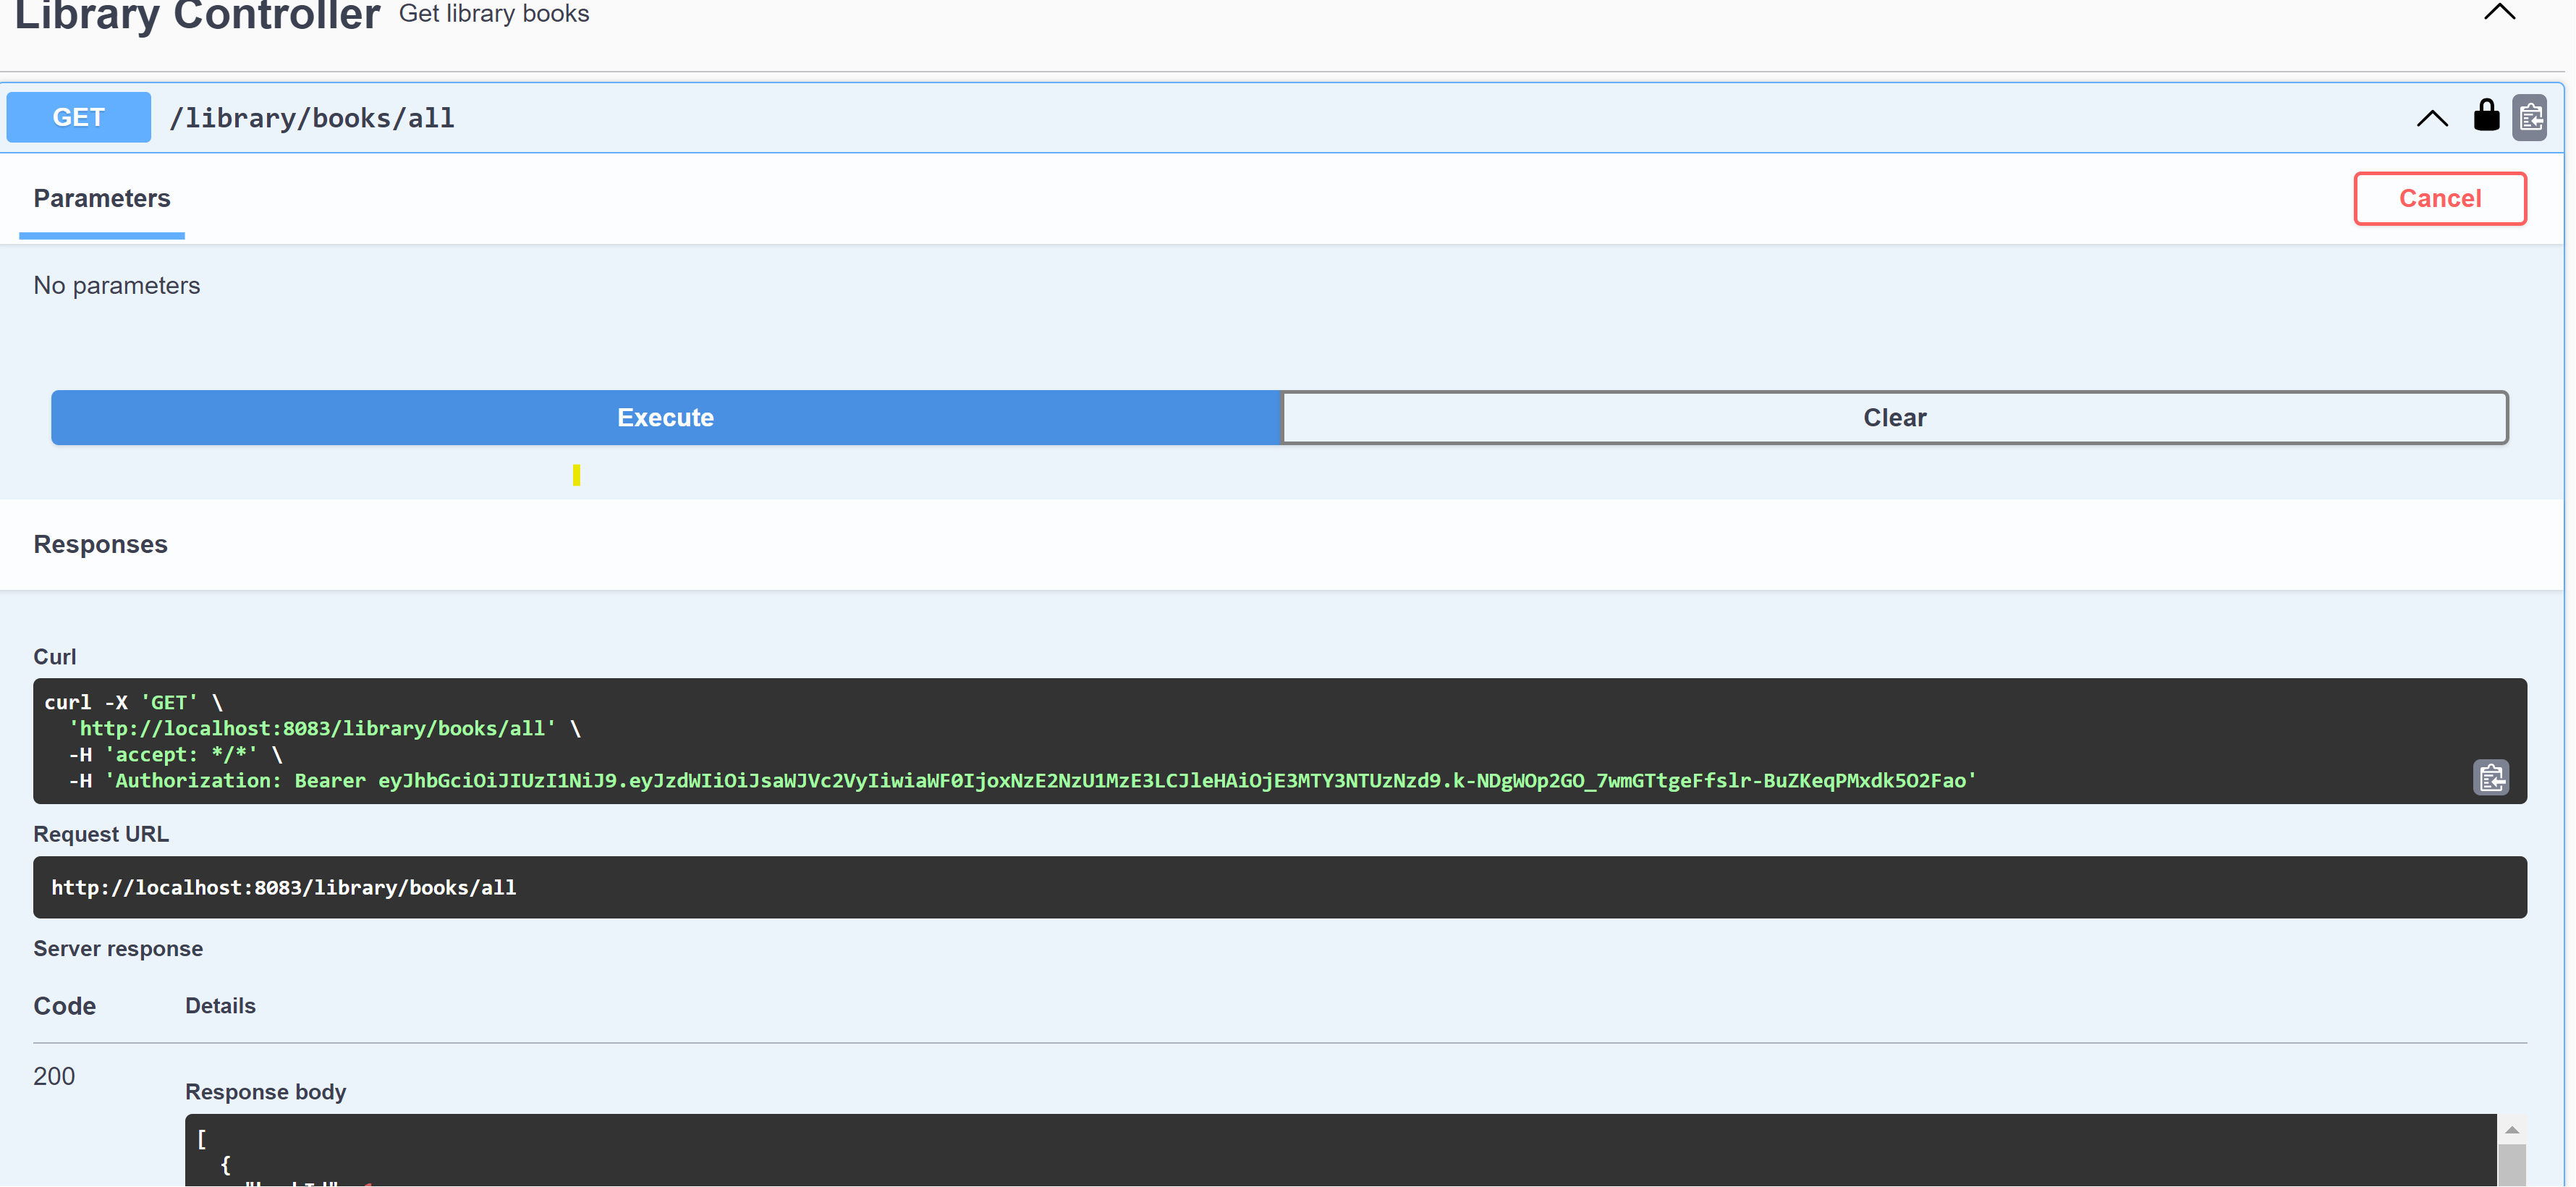 Library Controller Get library books
GET /library/books/all
Parameters
Cancel
No parameters
Execute
Clear
Responses
Curl
curl -X 'GET' \
'http://localhost:8083/library/books/all' \
-H 'accept: */*' \
-H 'Authorization: Bearer eyJhbGciOiJIUzI1NiJ9.eyJzdWIiOiJsaWJVc2VyIiwiaWF0IjoxNzE2NzU1MzE3LCJleHAiOjE3MTY3NTUzNzd9.k-NDgWOp2GO_7wmGTtgeFfslr-BuZKeqPMxdk5O2Fao'
Request URL
http://localhost:8083/library/books/all
Server response
Code Details
200
Response body
[
{